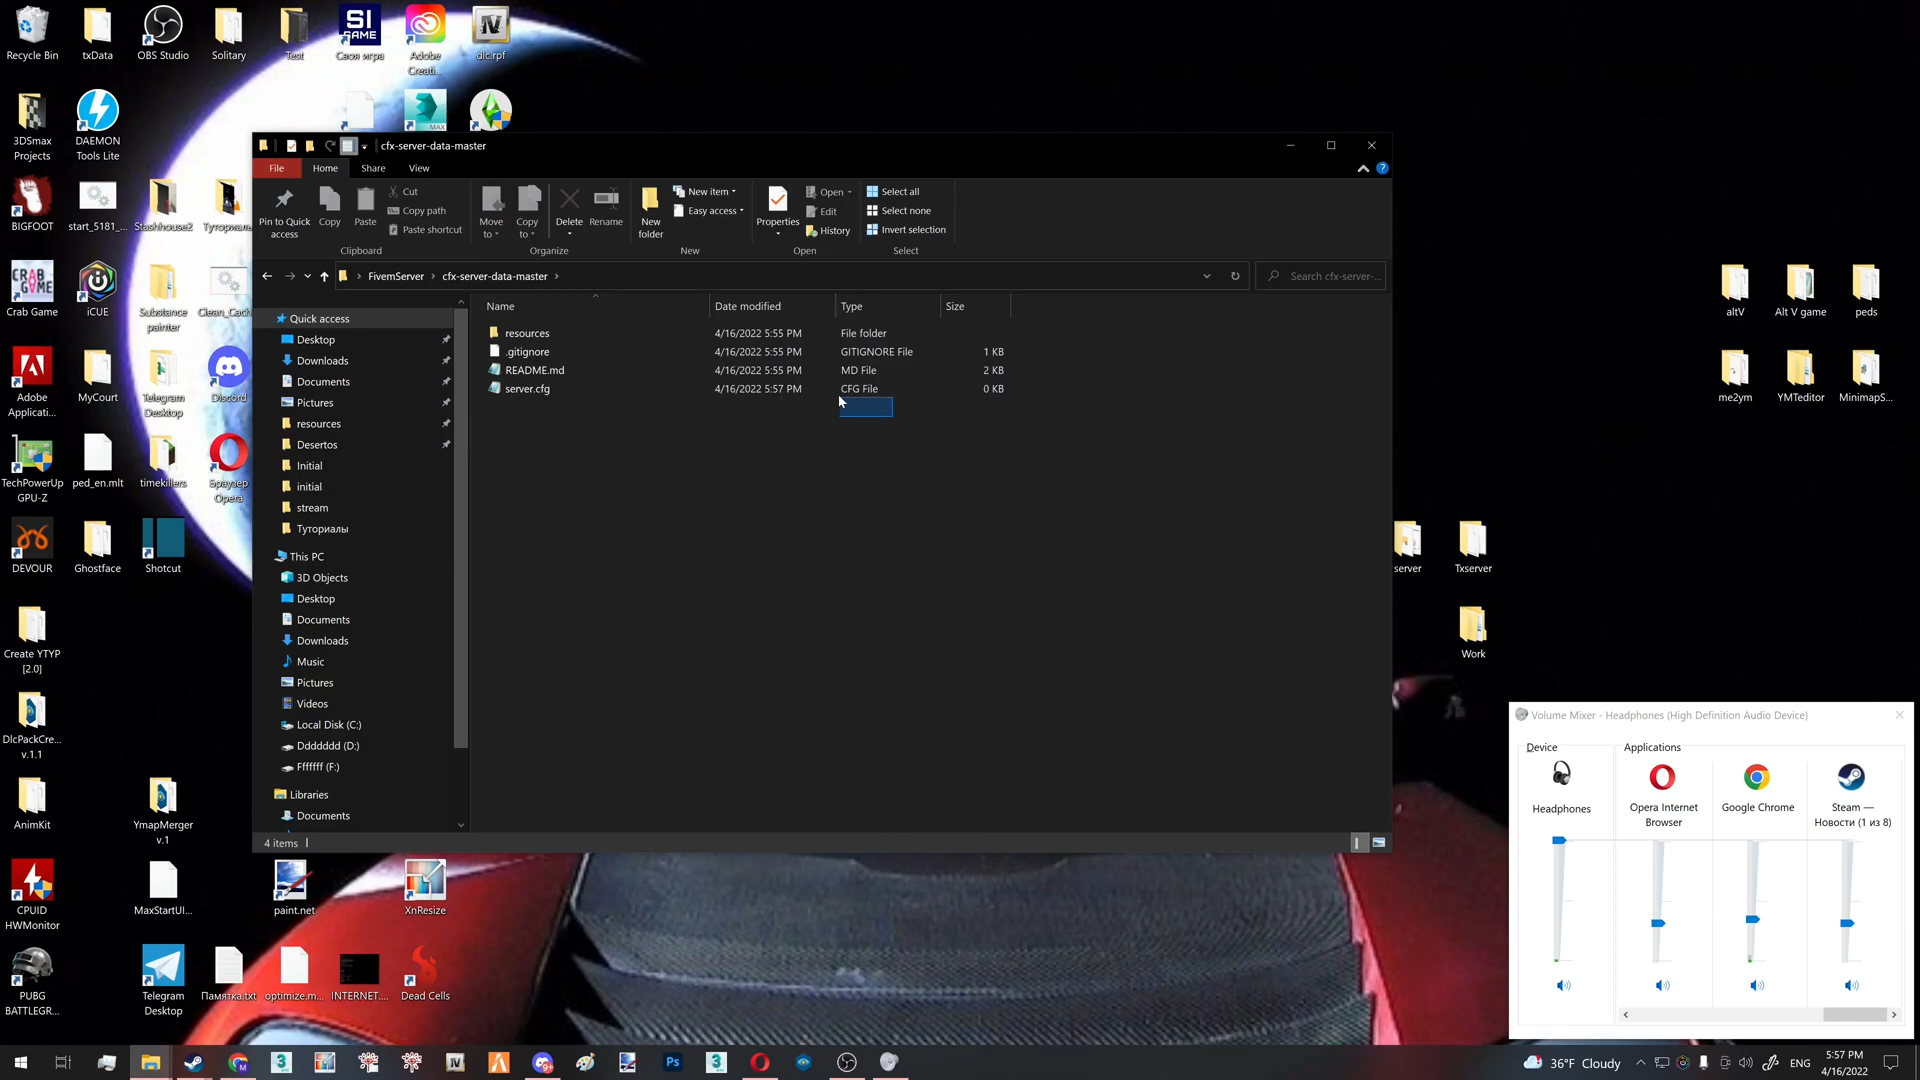 Recycle Bin
txData
OBS Studio
Solitary
Test
Своя игра
Adobe
Creati...
dlc.rpf
3DSmax
Projects
DAEMON
Tools Lite
BIGFOOT
start_5181_...
Stashhouse2
Туториалы
Crab Game
iCUE
Substance
painter
Clean_Cach
Adobe
Applicati...
MyCourt
Telegram
Desktop
Discord
TechPowerUp
GPU-Z
ped_en.mlt
timekillers
Браузер
Opera
DEVOUR
Ghostface
Shotcut
Create YTYP
[2.0]
DlcPackCre...
v.1.1
AnimKit
YmapMerger
v.1
CPUID
HWMonitor
MaxStartUI...
paint.net
XnResize
PUBG
BATTLEGR...
Telegram
Desktop
Памятка.txt
optimize.m...
INTERNET....
Dead Cells
cfx-server-data-master
File
Home
Share
View
Pin to Quick
access
Copy
Paste
Cut
Copy path
Paste shortcut
Clipboard
Move
to
Copy
to
Delete
Rename
Organize
New
folder
New item
Easy access
New
Properties
Open
Edit
History
Open
Select all
Select none
Invert selection
Select
FivemServer
cfx-server-data-master
Search cfx-server-...
Quick access
Desktop
Downloads
Documents
Pictures
resources
Desertos
Initial
initial
stream
Туториалы
This PC
3D Objects
Desktop
Documents
Downloads
Music
Pictures
Videos
Local Disk (C:)
Ddddddd (D:)
Fffffff (F:)
Libraries
Documents
Name Date modified Type Size
resources 4/16/2022 5:55 PM File folder
.gitignore 4/16/2022 5:55 PM GITIGNORE File 1 KB
README.md 4/16/2022 5:55 PM MD File 2 KB
server.cfg 4/16/2022 5:57 PM CFG File 0 KB
4 items
altV
Alt V game
peds
me2ym
YMTeditor
MinimapS...
server
Txserver
Work
Volume Mixer - Headphones (High Definition Audio Device)
Device
Applications
Headphones
Opera Internet
Browser
Google Chrome
Steam —
Новости (1 из 8)
36°F Cloudy
ENG
5:57 PM
4/16/2022